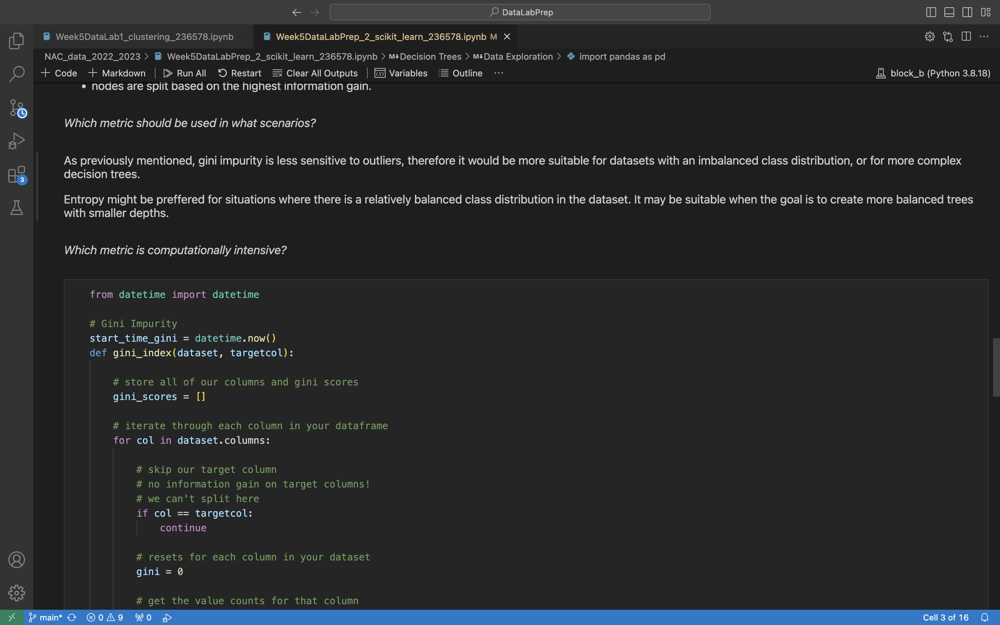 DataLabPrep
Week5DataLab1_clustering_236578.ipynb
Week5DataLabPrep_2_scikit_learn_236578.ipynb M
NAC_data_2022_2023 > Week5DataLabPrep_2_scikit_learn_236578.ipynb > M↓Decision Trees > M↓Data Exploration > import pandas as pd
+ Code + Markdown Run All Restart Clear All Outputs (x) Variables Outline ... block_b (Python 3.8.18)
• nodes are split based on the highest information gain.
Which metric should be used in what scenarios?
As previously mentioned, gini impurity is less sensitive to outliers, therefore it would be more suitable for datasets with an imbalanced class distribution, or for more complex
decision trees.
Entropy might be preffered for situations where there is a relatively balanced class distribution in the dataset. It may be suitable when the goal is to create more balanced trees
with smaller depths.
Which metric is computationally intensive?
3
from datetime import datetime
# Gini Impurity
start_time_gini = datetime.now()
def gini_index(dataset, targetcol):
# store all of our columns and gini scores
gini_scores = []
# iterate through each column in your dataframe
for col in dataset.columns:
# skip our target column
# no information gain on target columns!
# we can't split here
if col == targetcol:
continue
# resets for each column in your dataset
gini = 0
# get the value counts for that column
main* 0 9 0 Cell 3 of 16